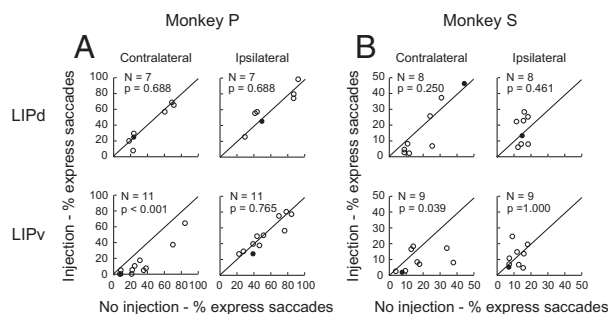 Monkey P
Monkey S
A
B
Contralateral
Ipsilateral
Contralateral
Ipsilateral
LIPd
LIPv
Injection - % express saccades
Injection - % express saccades
100
80
60
40
20
0
N = 7
p = 0.688
N = 7
p = 0.688
50
40
30
20
10
0
N = 8
p = 0.250
N = 8
p = 0.461
100
80
60
40
20
0
N = 11
p < 0.001
N = 11
p = 0.765
50
40
30
20
10
0
N = 9
p = 0.039
N = 9
p =1.000
0 20 40 60 80 100
0 20 40 60 80 100
0 10 20 30 40 50
0 10 20 30 40 50
No injection - % express saccades
No injection - % express saccades